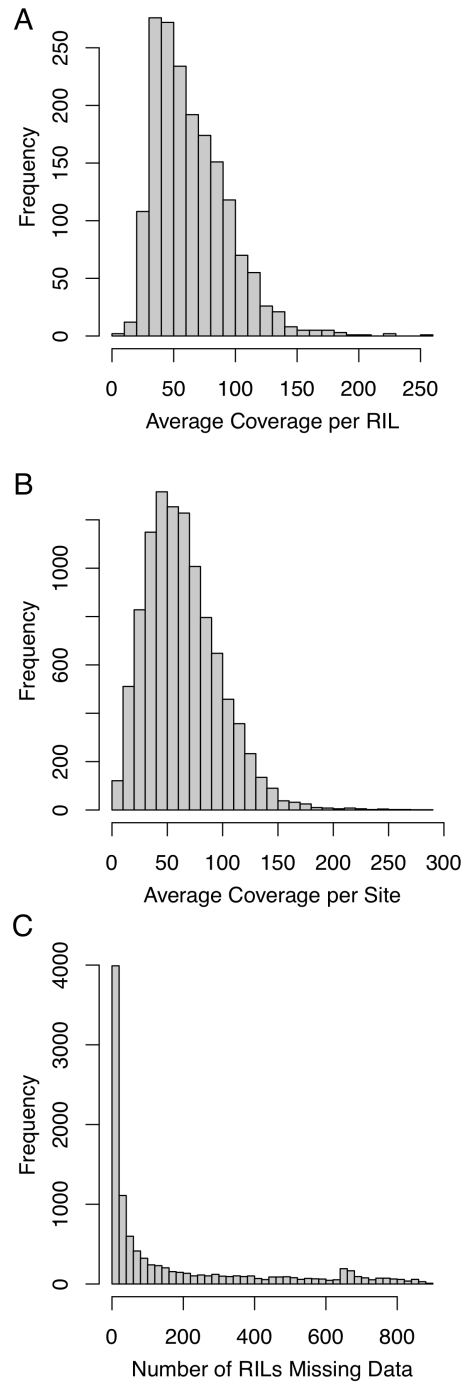 A
250
200
150
100
50
0
Frequency
0 50 100 150 200 250
Average Coverage per RIL
B
1000
600
200
0
Frequency
0 50 100 150 200 250 300
Average Coverage per Site
C
4000
3000
2000
1000
0
Frequency
0 200 400 600 800
Number of RILs Missing Data